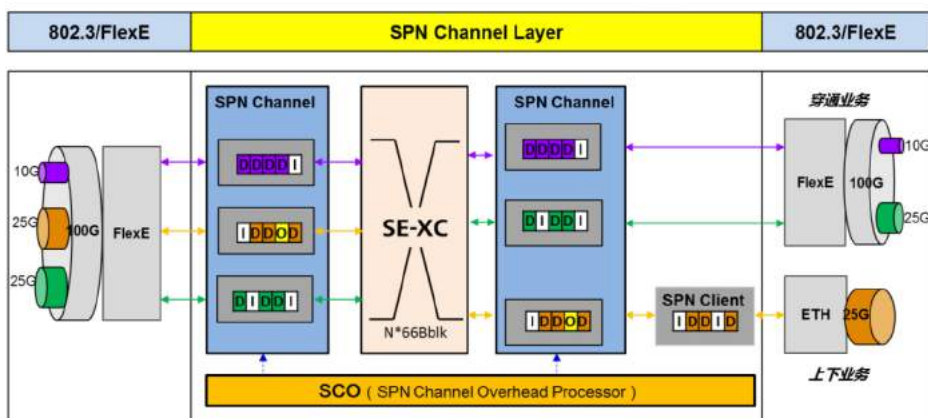 802.3/FlexE
SPN Channel Layer
802.3/FlexE
10G
25G
25G
100G
FlexE
SPN Channel
DDDDI
IDDOD
DIDDI
SE-XC
N*66Bblk
SPN Channel
DDDDI
DIDDI
IDDOD
SPN Client
IDDID
穿通业务
FlexE
100G
10G
25G
ETH
25G
上下业务
SCO ( SPN Channel Overhead Processor )